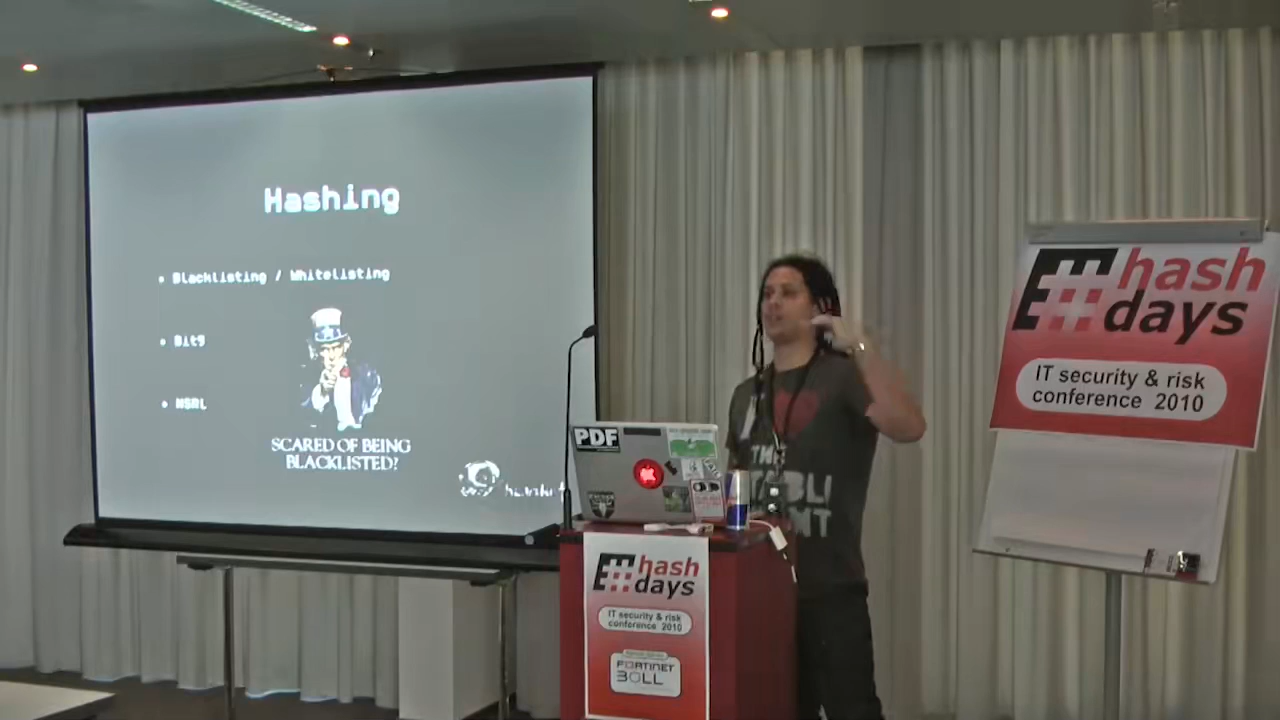 Hashing
Blacklisting / Whitelisting
Bit9
NSRL
SCARED OF BEING
BLACKLISTED?
PDF
hash
days
IT security & risk
conference 2010
FORTINET
BOLL
hash
days
IT security & risk
conference 2010